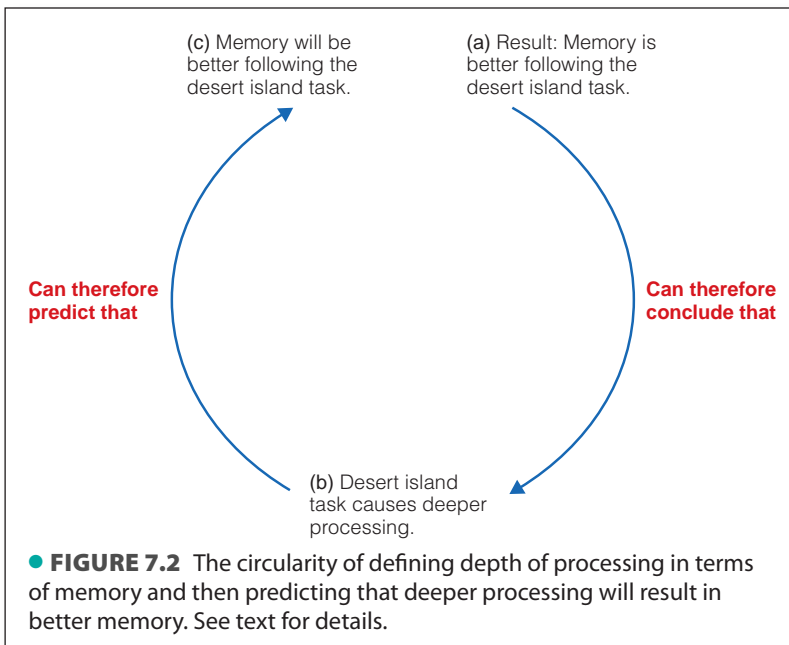 (c) Memory will be
better following the
desert island task.
(a) Result: Memory is
better following the
desert island task.
Can therefore
predict that
Can therefore
conclude that
(b) Desert island
task causes deeper
processing.
● FIGURE 7.2 The circularity of defining depth of processing in terms
of memory and then predicting that deeper processing will result in
better memory. See text for details.